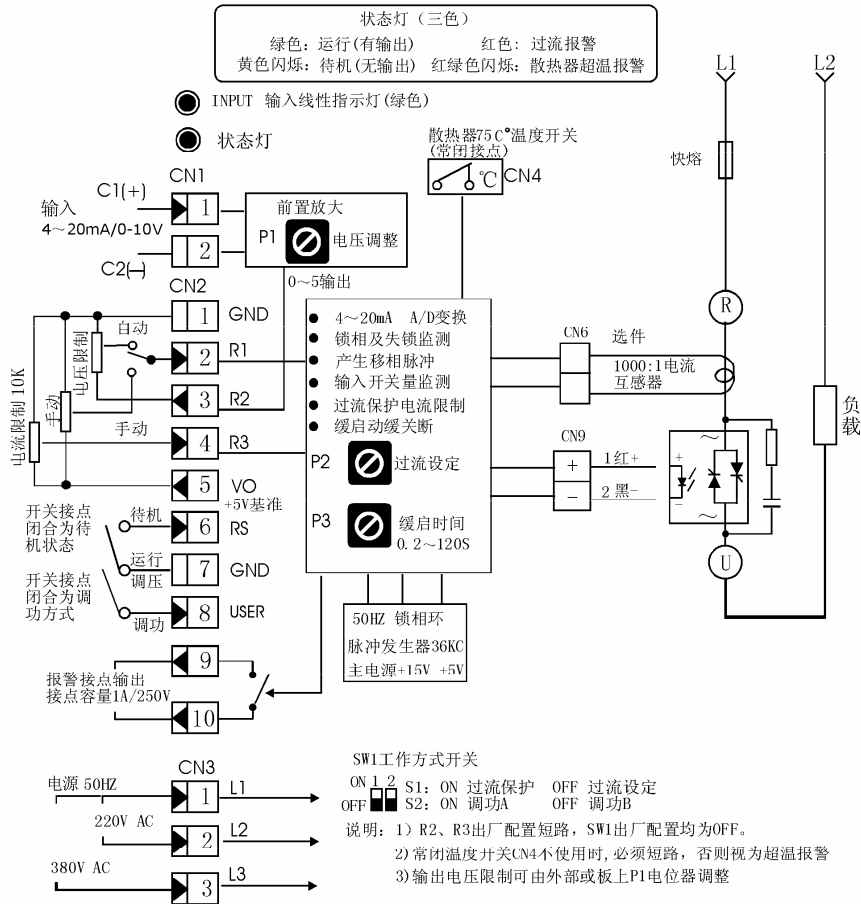 状态灯（三色）
绿色: 运行(有输出)  红色: 过流报警
黄色闪烁: 待机(无输出)  红绿色闪烁: 散热器超温报警
INPUT 输入线性指示灯(绿色)
状态灯
散热器75C°温度开关
(常闭接点)
℃
CN4
L1
L2
快熔
R
CN1
C1(+)
输入
4～20mA/0-10V
C2(—)
1
2
前置放大
P1
电压调整
0～5输出
CN2
1
GND
2
R1
3
R2
4
R3
5
VO
+5V基准
6
RS
7
GND
8
USER
9
10
自动
电压限制
手动
电流限制10K
手动
开关接点
闭合为待
机状态
待机
运行
调压
开关接点
闭合为调
功方式
调功
报警接点输出
接点容量1A/250V
4～20mA A/D变换
锁相及失锁监测
产生移相脉冲
输入开关量监测
过流保护电流限制
缓启动缓关断
P2
过流设定
P3
缓启时间
0.2～120S
50HZ 锁相环
脉冲发生器36KC
主电源+15V +5V
CN6
选件
1000:1电流
互感器
CN9
+
1红+
−
2黑-
+
～
-
～
U
负载
CN3
电源 50HZ
220V AC
380V AC
1
L1
2
L2
3
L3
SW1工作方式开关
ON 1 2
OFF
S1: ON 过流保护 OFF 过流设定
S2: ON 调功A OFF 调功B
说明: 1) R2、R3出厂配置短路，SW1出厂配置均为OFF。
2)常闭温度开关CN4不使用时,必须短路，否则视为超温报警
3)输出电压限制可由外部或板上P1电位器调整